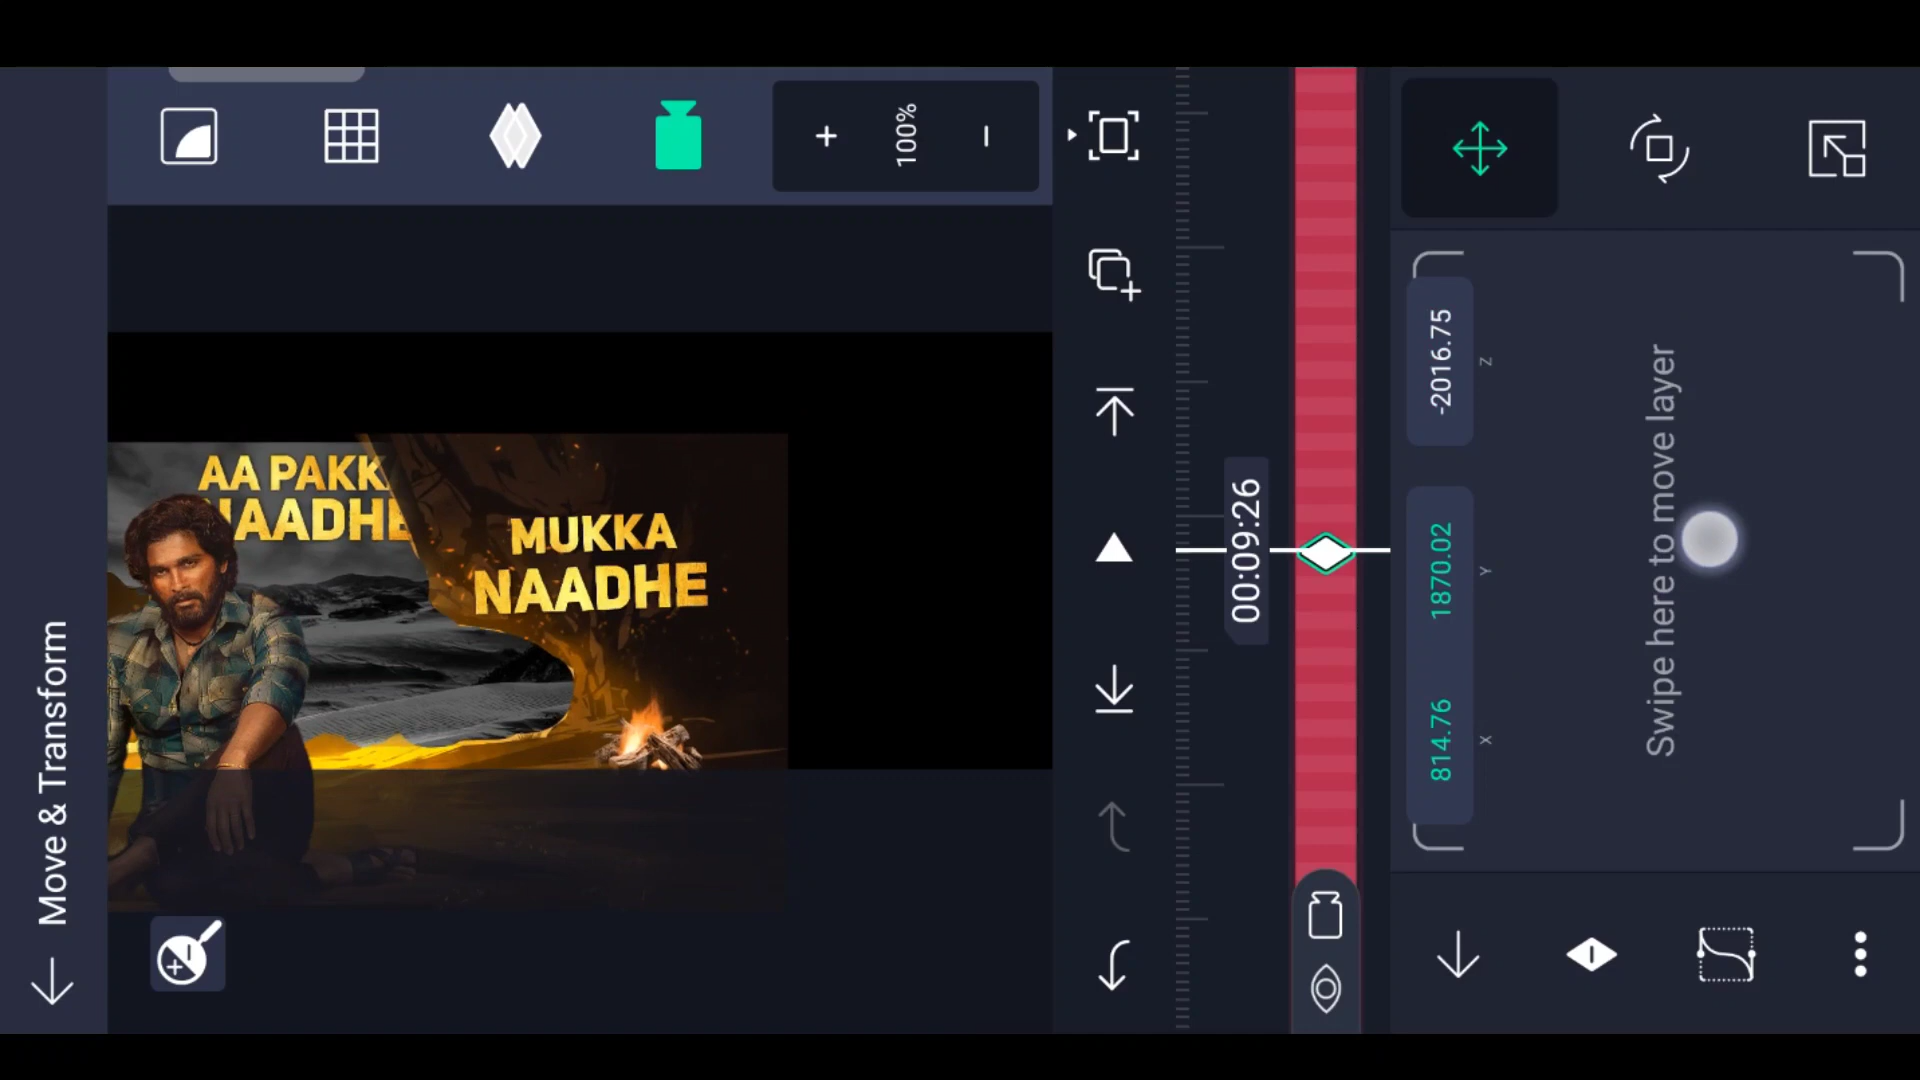 Move & Transform
100%
AA PAKK
NAADHE
MUKKA
NAADHE
00:09:26
814.76
X
1870.02
Y
-2016.75
Z
Swipe here to move layer